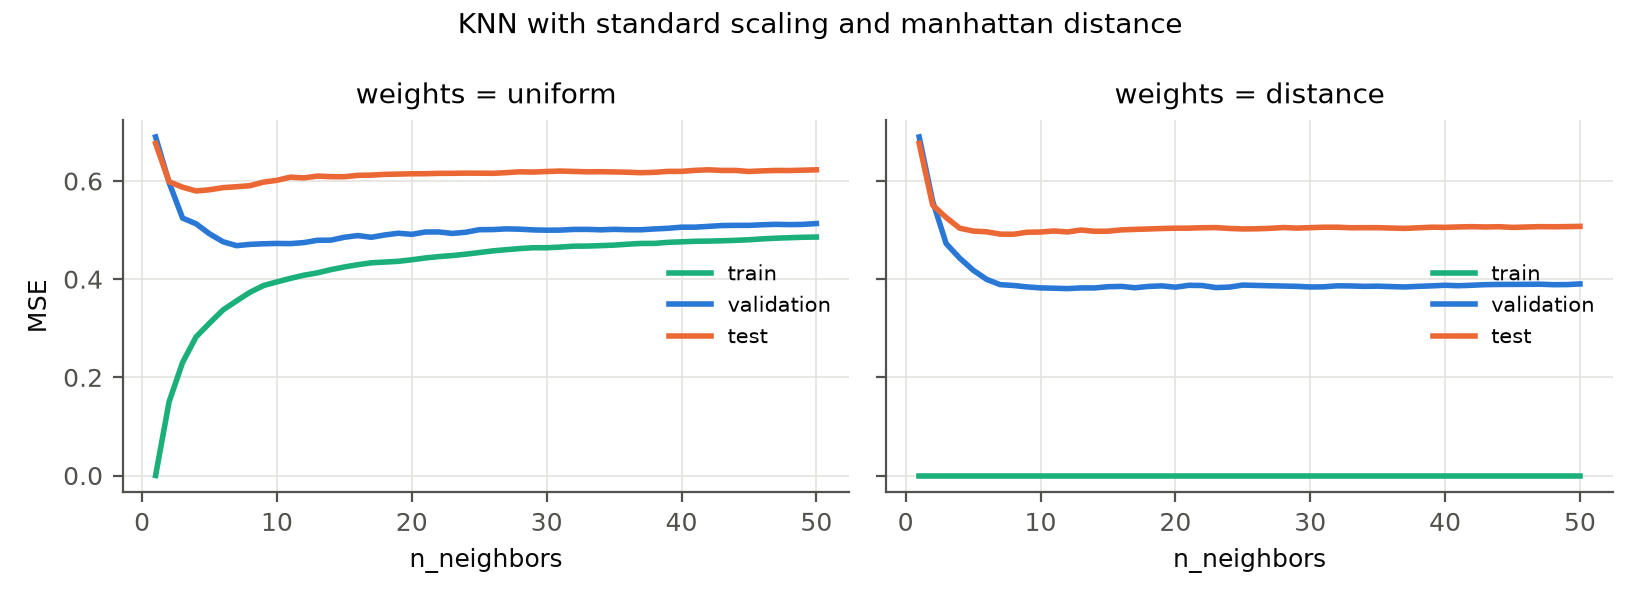 KNN with standard scaling and manhattan distance
weights = uniform
MSE
0.6
0.4
0.2
0.0
train
validation
test
0 10 20 30 40 50
n_neighbors
weights = distance
train
validation
test
0 10 20 30 40 50
n_neighbors